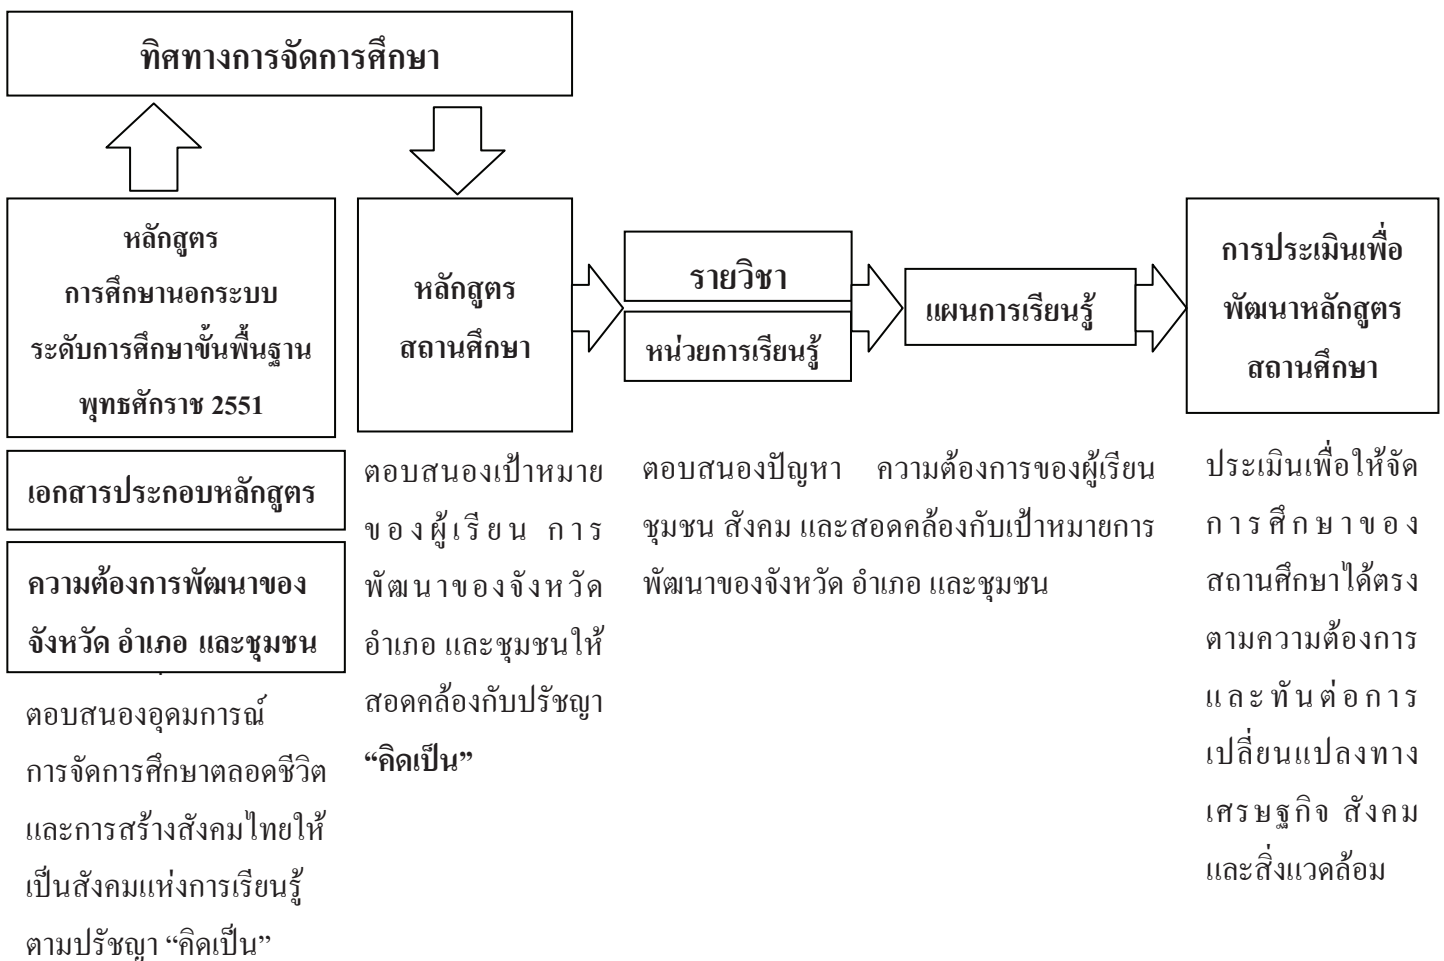 ทิศทางการจัดการศึกษา
หลักสูตร
การศึกษานอกระบบ
ระดับการศึกษาขั้นพื้นฐาน
พุทธศักราช 2551
เอกสารประกอบหลักสูตร
ความต้องการพัฒนาของ
จังหวัด อำเภอ และชุมชน
ตอบสนองอุดมการณ์
การจัดการศึกษาตลอดชีวิต
และการสร้างสังคมไทยให้
เป็นสังคมแห่งการเรียนรู้
ตามปรัชญา “คิดเป็น”
หลักสูตร
สถานศึกษา
ตอบสนองเป้าหมาย
ของผู้เรียน การ
พัฒนาของจังหวัด
อำเภอ และชุมชนให้
สอดคล้องกับปรัชญา
“คิดเป็น”
รายวิชา
หน่วยการเรียนรู้
แผนการเรียนรู้
ตอบสนองปัญหา ความต้องการของผู้เรียน
ชุมชน สังคม และสอดคล้องกับเป้าหมายการ
พัฒนาของจังหวัด อำเภอ และชุมชน
การประเมินเพื่อ
พัฒนาหลักสูตร
สถานศึกษา
ประเมินเพื่อให้จัด
การศึกษาของ
สถานศึกษาได้ตรง
ตามความต้องการ
และทันต่อการ
เปลี่ยนแปลงทาง
เศรษฐกิจ สังคม
และสิ่งแวดล้อม